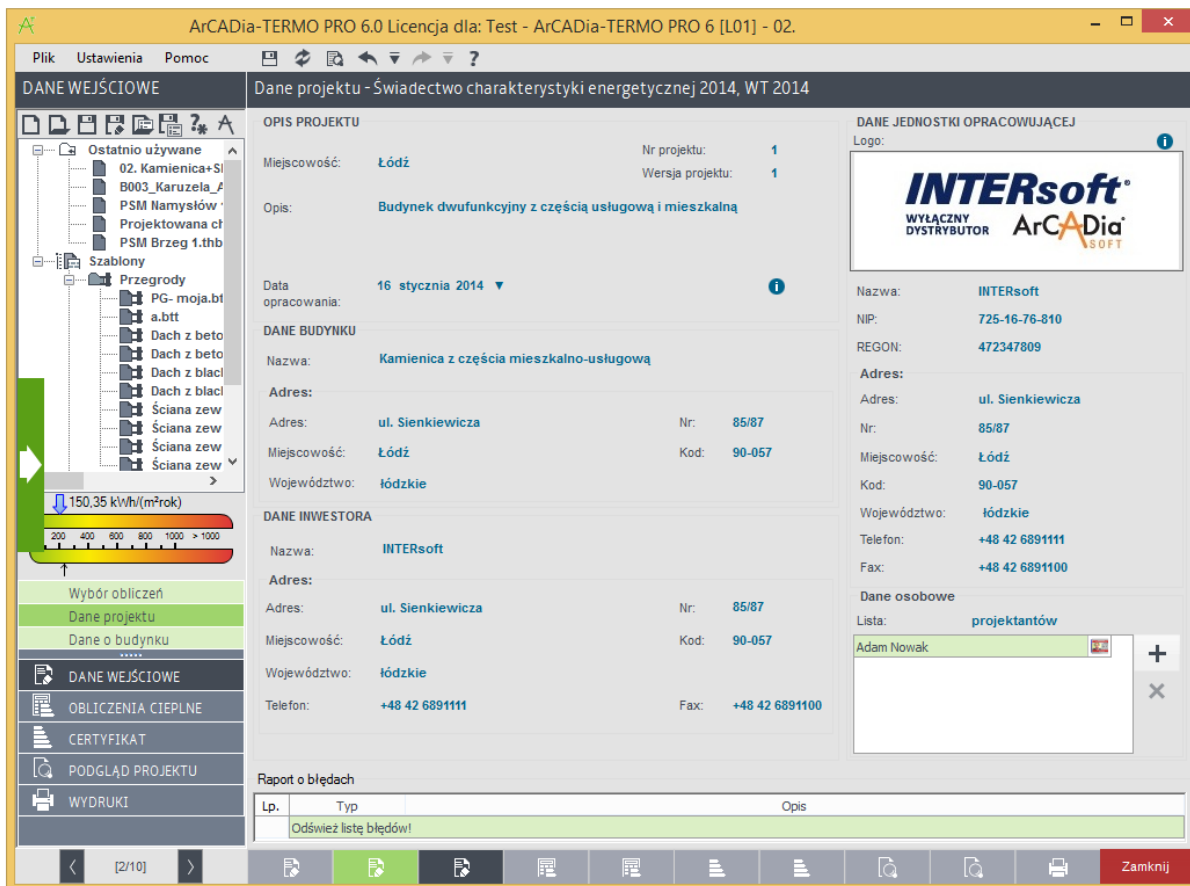 ArCADia-TERMO PRO 6.0 Licencja dla: Test - ArCADia-TERMO PRO 6 [L01] - 02.
Plik Ustawienia Pomoc
DANE WEJŚCIOWE
Dane projektu - Świadectwo charakterystyki energetycznej 2014, WT 2014
Ostatnio używane
02. Kamienica+Sł
B003_Karuzela_A
PSM Namysłów
Projektowana ch
PSM Brzeg 1.thb
Szablony
Przegrody
PG- moja.bt
a.btt
Dach z beto
Dach z beto
Dach z blac
Dach z blac
Ściana zew
Ściana zew
Ściana zew
Ściana zew
150,35 kWh/(m²rok)
200 400 600 800 1000 > 1000
Wybór obliczeń
Dane projektu
Dane o budynku
DANE WEJŚCIOWE
OBLICZENIA CIEPLNE
CERTYFIKAT
PODGLĄD PROJEKTU
WYDRUKI
[2/10]
OPIS PROJEKTU
Miejscowość: Łódź
Nr projektu: 1
Wersja projektu: 1
Opis: Budynek dwufunkcyjny z częścią usługową i mieszkalną
Data opracowania: 16 stycznia 2014
DANE BUDYNKU
Nazwa: Kamienica z częścia mieszkalno-usługową
Adres:
Adres: ul. Sienkiewicza Nr: 85/87
Miejscowość: Łódź Kod: 90-057
Województwo: łódzkie
DANE INWESTORA
Nazwa: INTERsoft
Adres:
Adres: ul. Sienkiewicza Nr: 85/87
Miejscowość: Łódź Kod: 90-057
Województwo: łódzkie
Telefon: +48 42 6891111 Fax: +48 42 6891100
DANE JEDNOSTKI OPRACOWUJĄCEJ
Logo:
INTERsoft
WYŁĄCZNY
DYSTRYBUTOR
ArCADia
SOFT
Nazwa: INTERsoft
NIP: 725-16-76-810
REGON: 472347809
Adres:
Adres: ul. Sienkiewicza
Nr: 85/87
Miejscowość: Łódź
Kod: 90-057
Województwo: łódzkie
Telefon: +48 42 6891111
Fax: +48 42 6891100
Dane osobowe
Lista: projektantów
Adam Nowak
Raport o błędach
Lp. Typ Opis
Odśwież listę błędów!
Zamknij